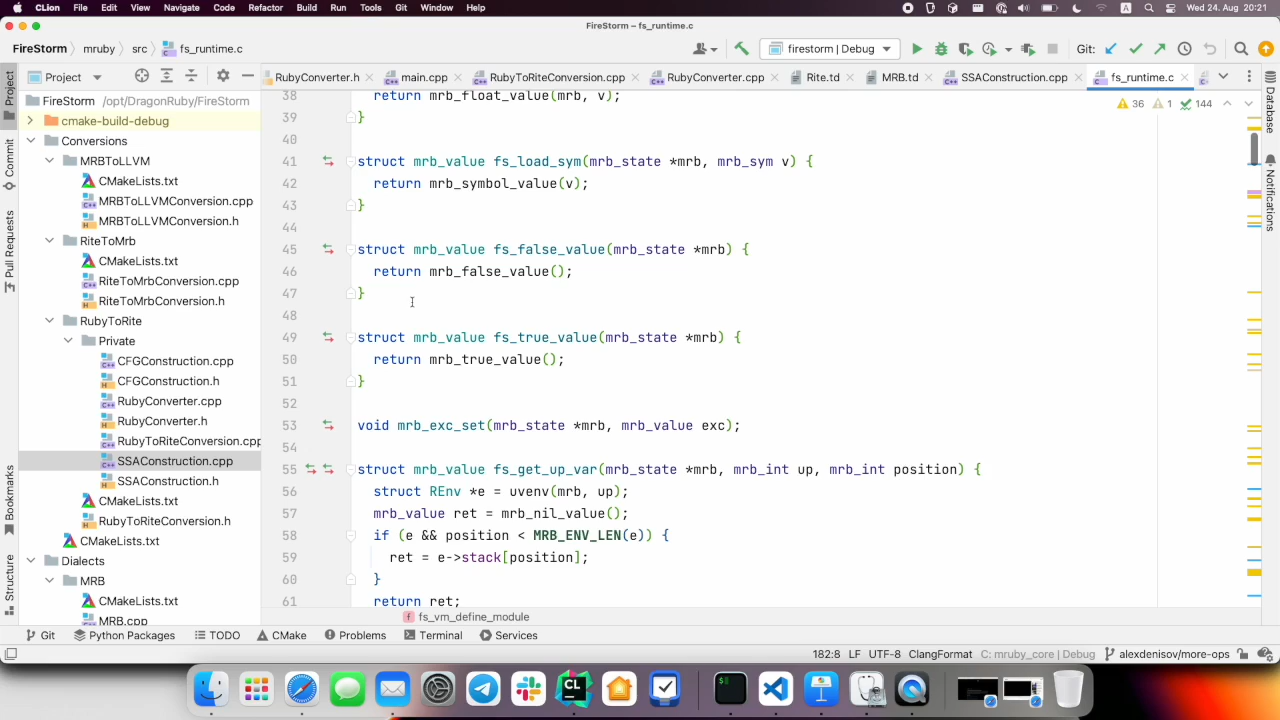 CLion File Edit View Navigate Code Refactor Build Run Tools Git Window Help A Wed 24. Aug 20:21
FireStorm – fs_runtime.c
FireStorm mruby src fs_runtime.c firestorm | Debug Git:
Project RubyConverter.h main.cpp RubyToRiteConversion.cpp RubyConverter.cpp Rite.td MRB.td SSAConstruction.cpp fs_runtime.c
36 1 144
Project
Commit
Pull Requests
Bookmarks
Structure
Database
Notifications
FireStorm /opt/DragonRuby/FireStorm
cmake-build-debug
Conversions
MRBToLLVM
CMakeLists.txt
MRBToLLVMConversion.cpp
MRBToLLVMConversion.h
RiteToMrb
CMakeLists.txt
RiteToMrbConversion.cpp
RiteToMrbConversion.h
RubyToRite
Private
CFGConstruction.cpp
CFGConstruction.h
RubyConverter.cpp
RubyConverter.h
RubyToRiteConversion.cpp
SSAConstruction.cpp
SSAConstruction.h
CMakeLists.txt
RubyToRiteConversion.h
CMakeLists.txt
Dialects
MRB
CMakeLists.txt
MRB.cpp
38 return mrb_float_value(mrb, v);
39 }
40
41 struct mrb_value fs_load_sym(mrb_state *mrb, mrb_sym v) {
42 return mrb_symbol_value(v);
43 }
44
45 struct mrb_value fs_false_value(mrb_state *mrb) {
46 return mrb_false_value();
47 }
48
49 struct mrb_value fs_true_value(mrb_state *mrb) {
50 return mrb_true_value();
51 }
52
53 void mrb_exc_set(mrb_state *mrb, mrb_value exc);
54
55 struct mrb_value fs_get_up_var(mrb_state *mrb, mrb_int up, mrb_int position) {
56 struct REnv *e = uvenv(mrb, up);
57 mrb_value ret = mrb_nil_value();
58 if (e && position < MRB_ENV_LEN(e)) {
59 ret = e->stack[position];
60 }
61 return ret;
f fs_vm_define_module
Git Python Packages TODO CMake Problems Terminal Services
182:8 LF UTF-8 ClangFormat C: mruby_core | Debug alexdenisov/more-ops
CL